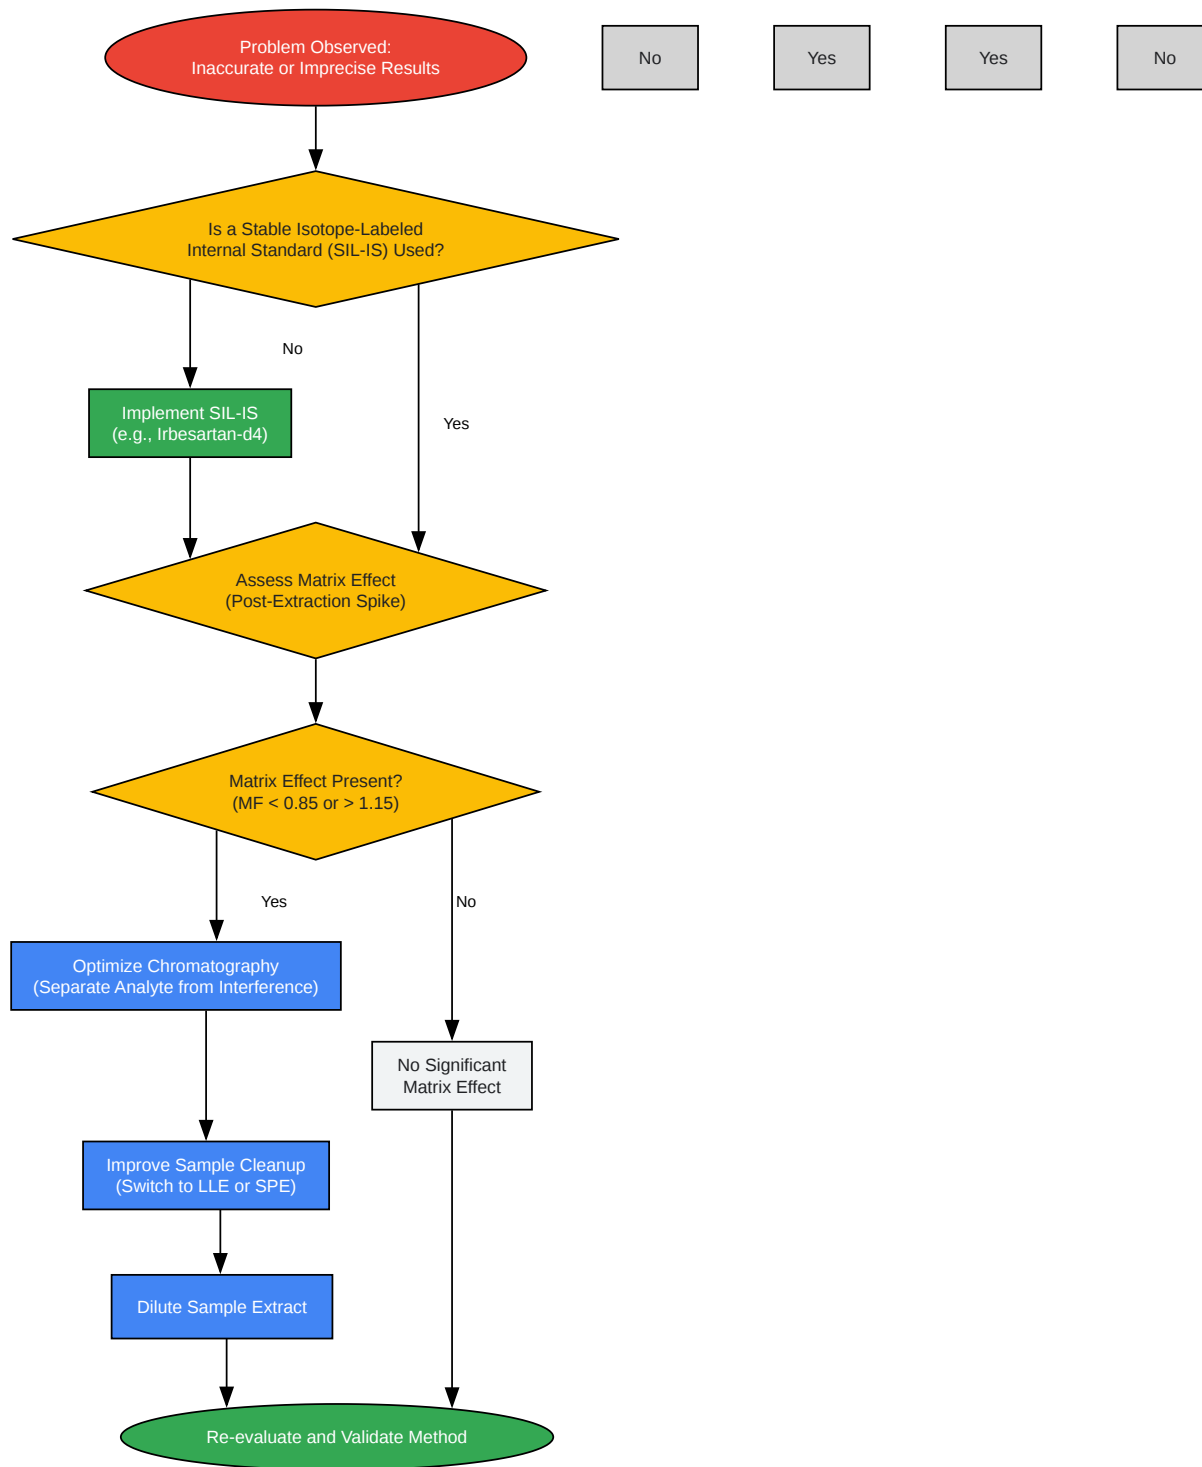 Problem Observed:
Inaccurate or Imprecise Results
No
Yes
Yes
No
Is a Stable Isotope-Labeled
Internal Standard (SIL-IS) Used?
No
Implement SIL-IS
(e.g., Irbesartan-d4)
Yes
Assess Matrix Effect
(Post-Extraction Spike)
Matrix Effect Present?
(MF < 0.85 or > 1.15)
Yes
No
Optimize Chromatography
(Separate Analyte from Interference)
No Significant
Matrix Effect
Improve Sample Cleanup
(Switch to LLE or SPE)
Dilute Sample Extract
Re-evaluate and Validate Method